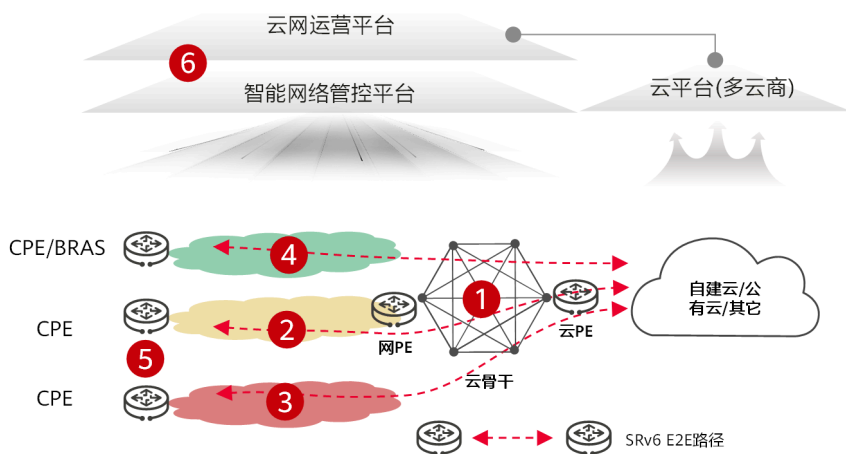 云网运营平台
6
智能网络管控平台
云平台(多云商)
CPE/BRAS
4
CPE
2
网PE
1
云PE
自建云/公
有云/其它
5
云骨干
CPE
3
SRv6 E2E路径